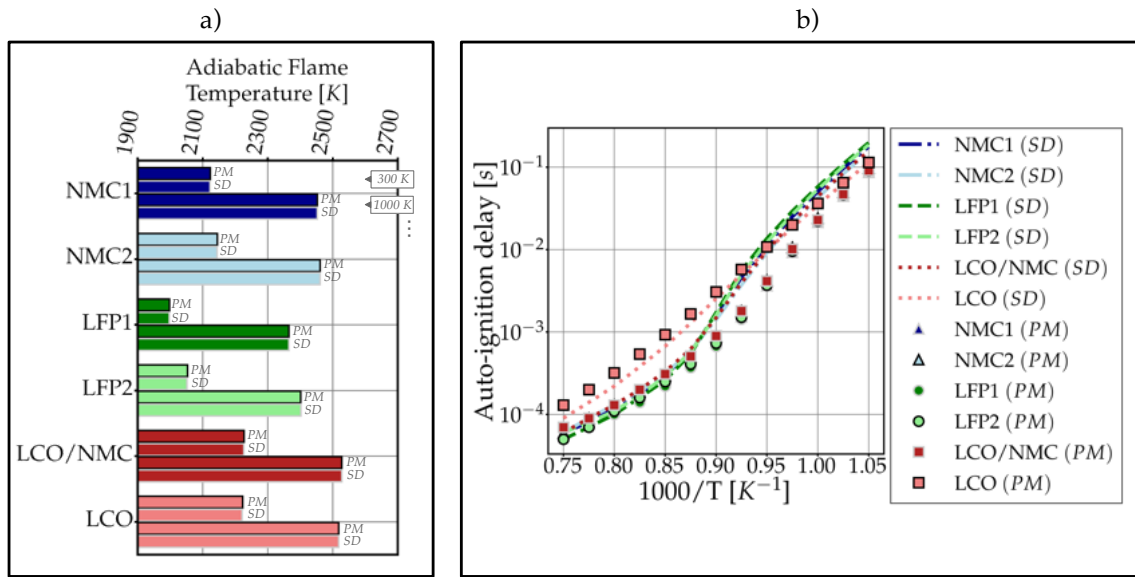 a)
Adiabatic Flame
Temperature [K]
1900 2100 2300 2500 2700
NMC1
PM
SD
300 K
PM
SD
1000 K
⋮
NMC2
PM
SD
PM
SD
LFP1
PM
SD
PM
SD
LFP2
PM
SD
PM
SD
LCO/NMC
PM
SD
PM
SD
LCO
PM
SD
PM
SD
b)
Auto-ignition delay [s]
10⁻¹
10⁻²
10⁻³
10⁻⁴
0.75 0.80 0.85 0.90 0.95 1.00 1.05
1000/T [K⁻¹]
NMC1 (SD)
NMC2 (SD)
LFP1 (SD)
LFP2 (SD)
LCO/NMC (SD)
LCO (SD)
NMC1 (PM)
NMC2 (PM)
LFP1 (PM)
LFP2 (PM)
LCO/NMC (PM)
LCO (PM)